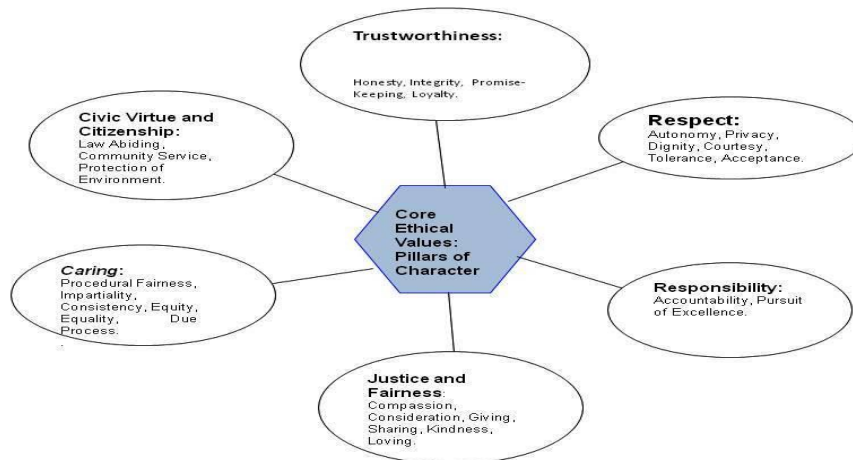 Trustworthiness:
Honesty, Integrity, Promise-
Keeping, Loyalty.
Civic Virtue and
Citizenship:
Law Abiding,
Community Service,
Protection of
Environment.
Respect:
Autonomy, Privacy,
Dignity, Courtesy,
Tolerance, Acceptance.
Core
Ethical
Values:
Pillars of
Character
Caring:
Procedural Fairness,
Impartiality,
Consistency, Equity,
Equality, Due
Process.
.
Responsibility:
Accountability, Pursuit
of Excellence.
Justice and
Fairness:
Compassion,
Consideration, Giving,
Sharing, Kindness,
Loving.